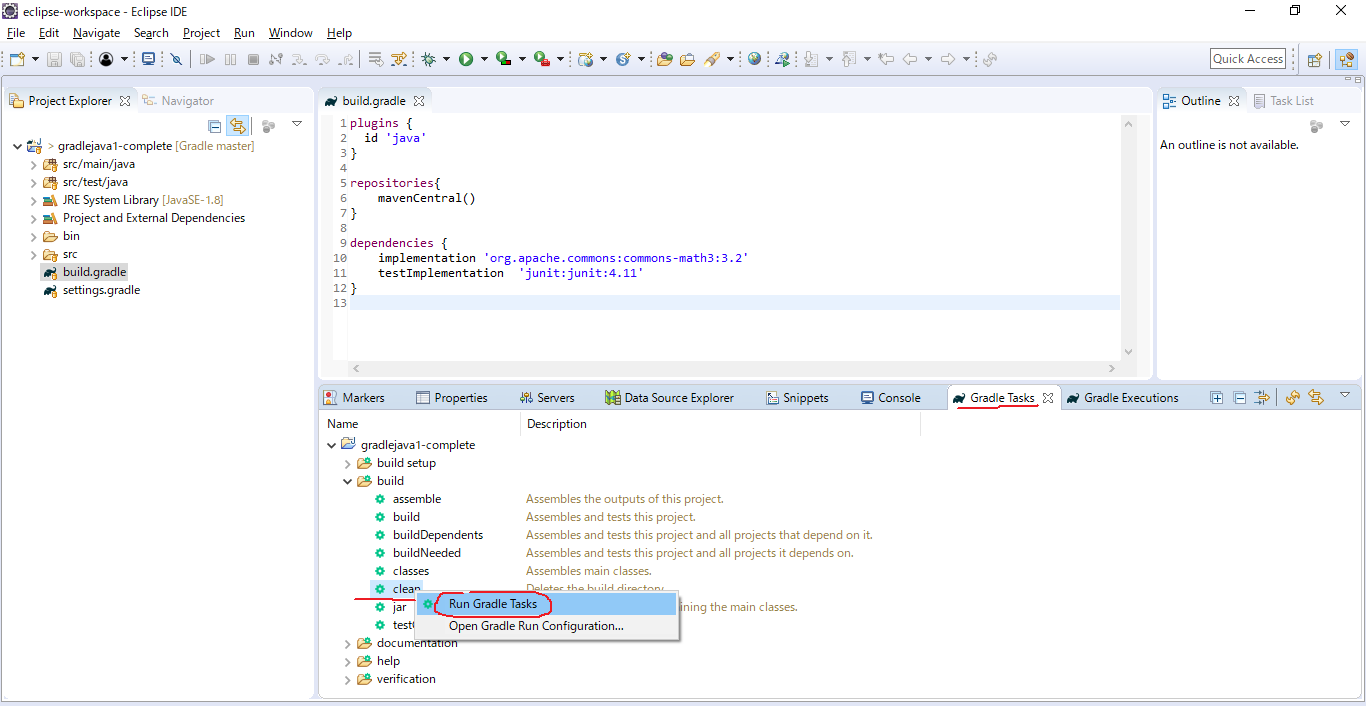 eclipse-workspace - Eclipse IDE
File Edit Navigate Search Project Run Window Help
Quick Access
Project Explorer
Navigator
> gradlejava1-complete [Gradle master]
src/main/java
src/test/java
JRE System Library [JavaSE-1.8]
Project and External Dependencies
bin
src
build.gradle
settings.gradle
build.gradle
1 plugins {
2   id 'java'
3 }
4
5 repositories{
6     mavenCentral()
7 }
8
9 dependencies {
10     implementation 'org.apache.commons:commons-math3:3.2'
11     testImplementation  'junit:junit:4.11'
12 }
13
Outline
Task List
An outline is not available.
Markers Properties Servers Data Source Explorer Snippets Console Gradle Tasks Gradle Executions
Name Description
gradlejava1-complete
build setup
build
assemble Assembles the outputs of this project.
build Assembles and tests this project.
buildDependents Assembles and tests this project and all projects that depend on it.
buildNeeded Assembles and tests this project and all projects it depends on.
classes Assembles main classes.
clean Deletes the build directory.
Run Gradle Tasks
jar ining the main classes.
Open Gradle Run Configuration...
documentation
help
verification